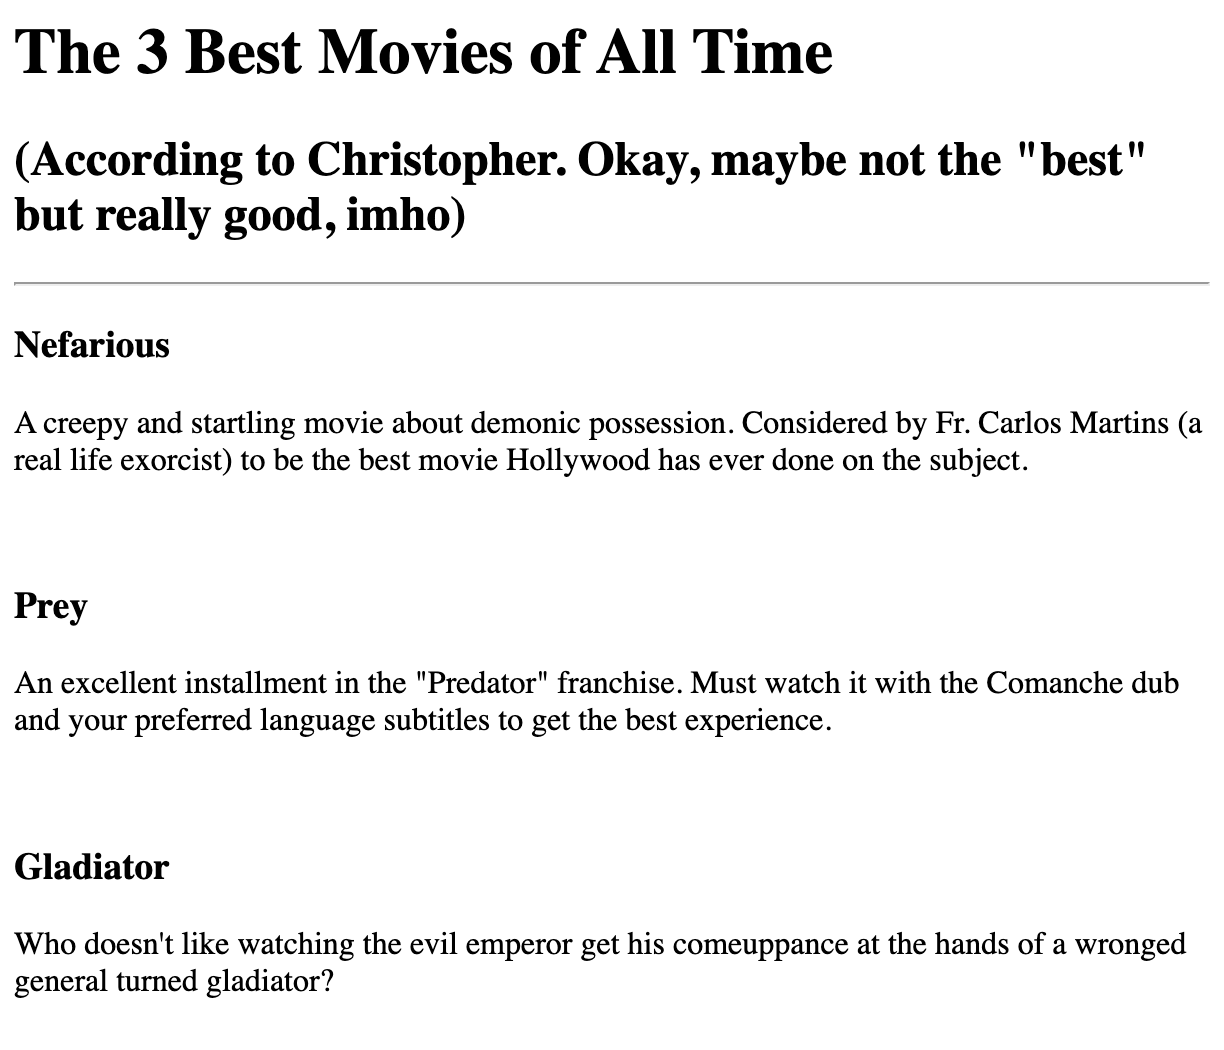 The 3 Best Movies of All Time
(According to Christopher. Okay, maybe not the "best"
but really good, imho)
Nefarious
A creepy and startling movie about demonic possession. Considered by Fr. Carlos Martins (a
real life exorcist) to be the best movie Hollywood has ever done on the subject.
Prey
An excellent installment in the "Predator" franchise. Must watch it with the Comanche dub
and your preferred language subtitles to get the best experience.
Gladiator
Who doesn't like watching the evil emperor get his comeuppance at the hands of a wronged
general turned gladiator?